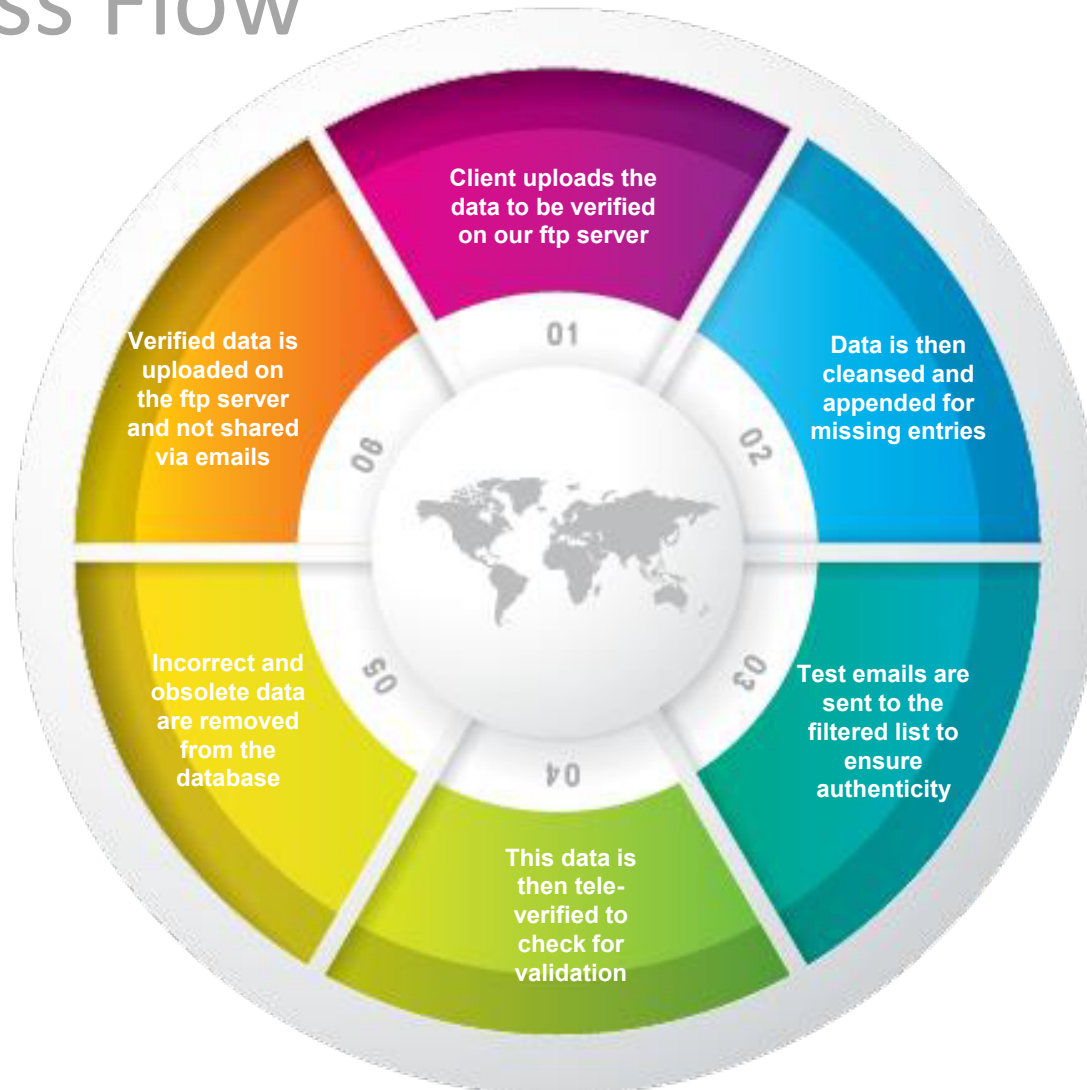 ss Flow
Client uploads the
data to be verified
on our ftp server
01
Data is then
cleansed and
appended for
missing entries
02
Test emails are
sent to the
filtered list to
ensure
authenticity
03
This data is
then tele-
verified to
check for
validation
04
Incorrect and
obsolete data
are removed
from the
database
05
Verified data is
uploaded on
the ftp server
and not shared
via emails
06